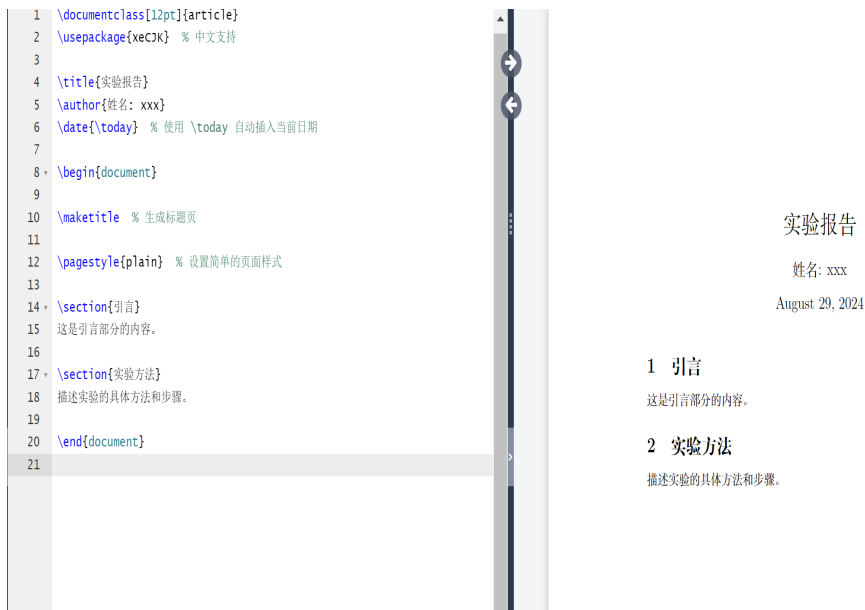 1 \documentclass[12pt]{article}
2 \usepackage{xeCJK} % 中文支持
3
4 \title{实验报告}
5 \author{姓名: xxx}
6 \date{\today} % 使用 \today 自动插入当前日期
7
8 \begin{document}
9
10 \maketitle % 生成标题页
11
12 \pagestyle{plain} % 设置简单的页面样式
13
14 \section{引言}
15 这是引言部分的内容。
16
17 \section{实验方法}
18 描述实验的具体方法和步骤。
19
20 \end{document}
21
实验报告
姓名: xxx
August 29, 2024
1 引言
这是引言部分的内容。
2 实验方法
描述实验的具体方法和步骤。